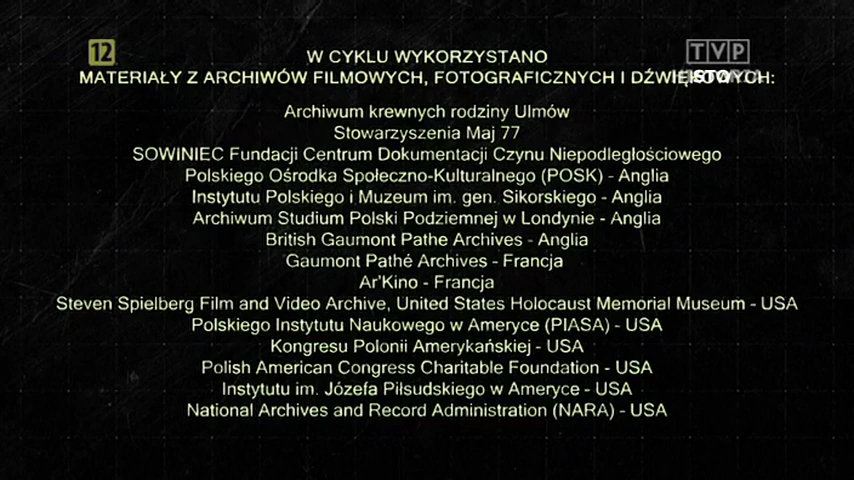 12
TVP
W CYKLU WYKORZYSTANO
MATERIAŁY Z ARCHIWÓW FILMOWYCH, FOTOGRAFICZNYCH I DŹWIĘKOWYCH:
Archiwum krewnych rodziny Ulmów
Stowarzyszenia Maj 77
SOWINIEC Fundacji Centrum Dokumentacji Czynu Niepodległościowego
Polskiego Ośrodka Społeczno-Kulturalnego (POSK) - Anglia
Instytutu Polskiego i Muzeum im. gen. Sikorskiego - Anglia
Archiwum Studium Polski Podziemnej w Londynie - Anglia
British Gaumont Pathe Archives - Anglia
Gaumont Pathé Archives - Francja
Ar'Kino - Francja
Steven Spielberg Film and Video Archive, United States Holocaust Memorial Museum - USA
Polskiego Instytutu Naukowego w Ameryce (PIASA) - USA
Kongresu Polonii Amerykańskiej - USA
Polish American Congress Charitable Foundation - USA
Instytutu im. Józefa Piłsudskiego w Ameryce - USA
National Archives and Record Administration (NARA) - USA